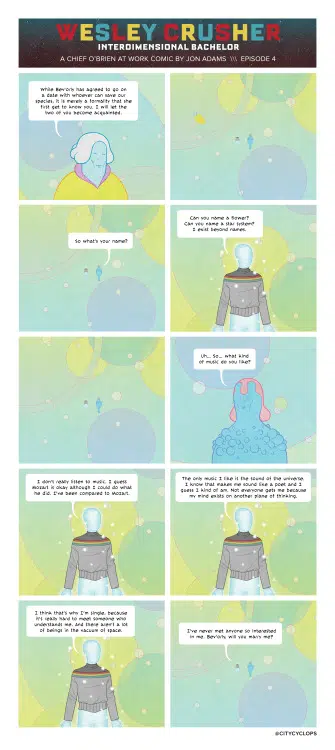 WESLEY CRUSHER
INTERDIMENSIONAL BACHELOR
A CHIEF O'BRIEN AT WORK COMIC BY JON ADAMS \\\ EPISODE 4
While Bev'orly has agreed to go on
a date with whoever can save our
species, it is merely a formality that she
first get to know you. I will let the
two of you become acquainted.
So what's your name?
Can you name a flower?
Can you name a star system?
I exist beyond names.
Uh... So... what kind
of music do you like?
I don't really listen to music. I guess
Mozart is okay although I could do what
he did. I've been compared to Mozart.
The only music I like is the sound of the universe.
I know that makes me sound like a poet and I
guess I kind of am. Not everyone gets me because
my mind exists on another plane of thinking.
I think that's why I'm single, because
it's really hard to meet someone who
understands me. And there aren't a lot
of beings in the vacuum of space.
I've never met anyone so interested
in me. Bev'orly, will you marry me?
@CITYCYCLOPS